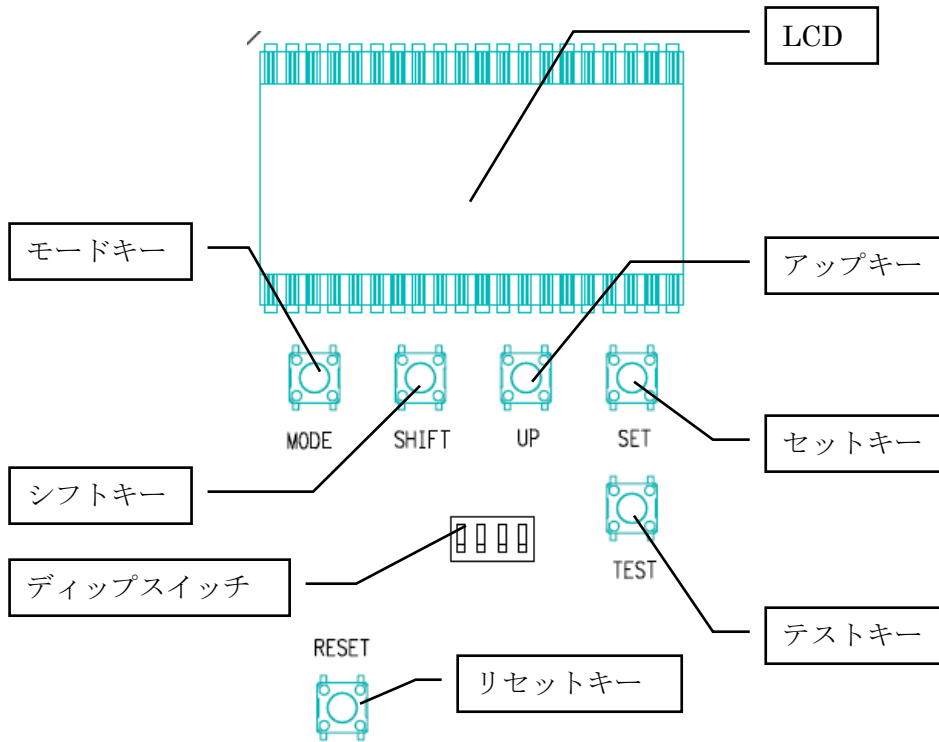 LCD
モードキー
アップキー
MODE
SHIFT
UP
SET
セットキー
シフトキー
ディップスイッチ
TEST
テストキー
RESET
リセットキー